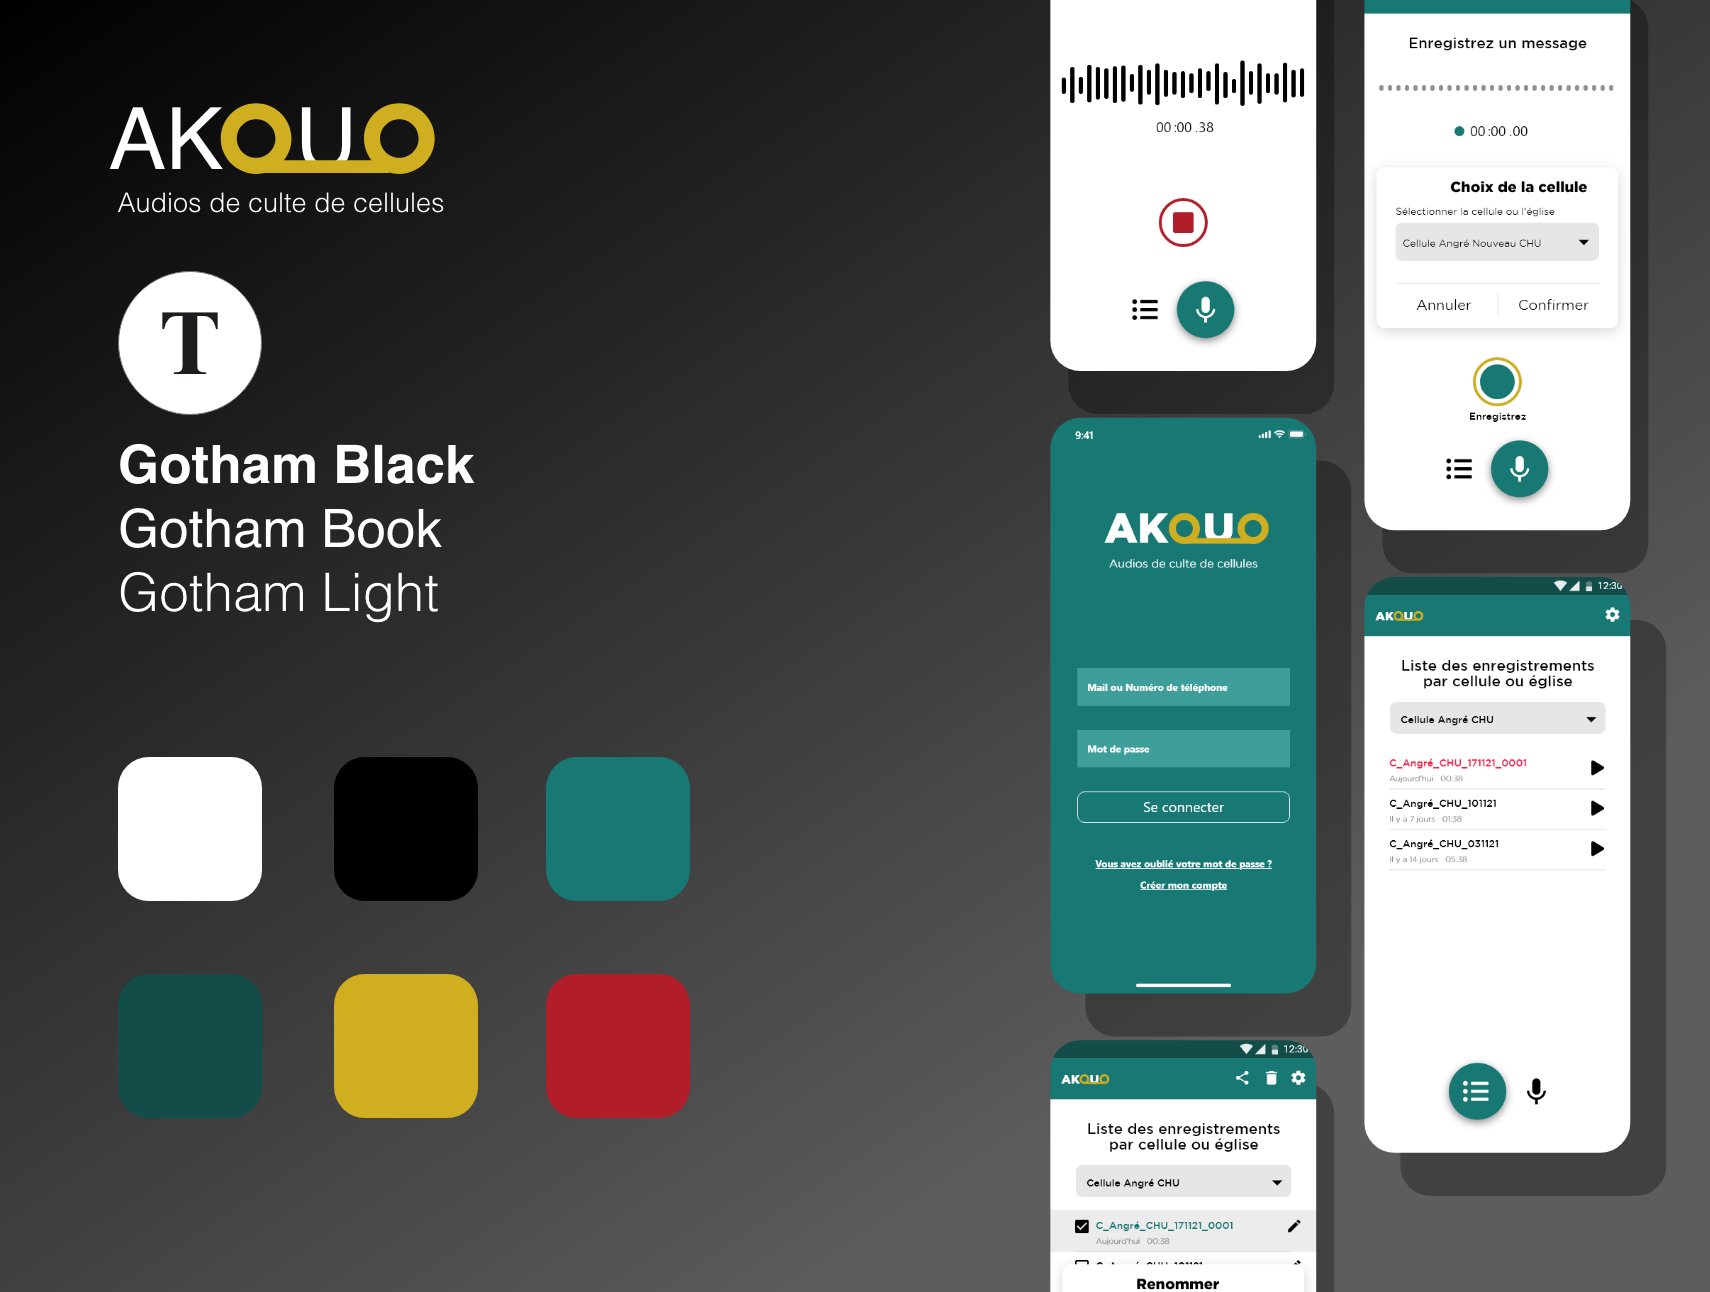 AKOUO
Audios de culte de cellules
T
Gotham Black
Gotham Book
Gotham Light
00 :00 .38
9:41
AKOUO
Audios de culte de cellules
Mail ou Numéro de téléphone
Mot de passe
Se connecter
Vous avez oublié votre mot de passe ?
Créer mon compte
12:30
AKOUO
Liste des enregistrements
par cellule ou église
Cellule Angré CHU
C_Angré_CHU_171121_0001
Aujourd'hui 00:38
Renommer
Enregistrez un message
00 :00 .00
Choix de la cellule
Sélectionner la cellule ou l'église
Cellule Angré Nouveau CHU
Annuler
Confirmer
Enregistrez
12:30
AKOUO
Liste des enregistrements
par cellule ou église
Cellule Angré CHU
C_Angré_CHU_171121_0001
Aujourd'hui 00:38
C_Angré_CHU_101121
Il y a 7 jours 01:38
C_Angré_CHU_031121
Il y a 14 jours 05:38